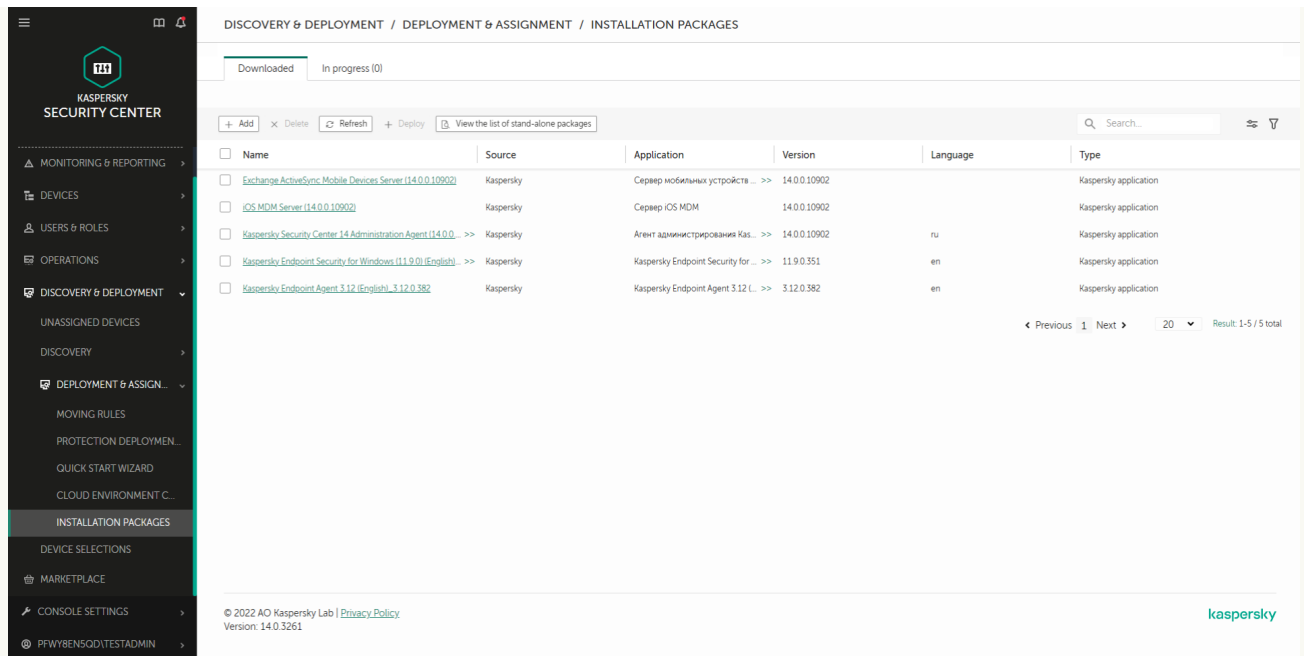 DISCOVERY & DEPLOYMENT / DEPLOYMENT & ASSIGNMENT / INSTALLATION PACKAGES
KASPERSKY
SECURITY CENTER
MONITORING & REPORTING
DEVICES
USERS & ROLES
OPERATIONS
DISCOVERY & DEPLOYMENT
UNASSIGNED DEVICES
DISCOVERY
DEPLOYMENT & ASSIGN...
MOVING RULES
PROTECTION DEPLOYMEN...
QUICK START WIZARD
CLOUD ENVIRONMENT C...
INSTALLATION PACKAGES
DEVICE SELECTIONS
MARKETPLACE
CONSOLE SETTINGS
PFWY8EN5QD\TESTADMIN
Downloaded In progress (0)
+ Add × Delete Refresh + Deploy View the list of stand-alone packages Search...
Name Source Application Version Language Type
Exchange ActiveSync Mobile Devices Server (14.0.0.10902) Kaspersky Сервер мобильных устройств ... >> 14.0.0.10902 Kaspersky application
iOS MDM Server (14.0.0.10902) Kaspersky Сервер iOS MDM 14.0.0.10902 Kaspersky application
Kaspersky Security Center 14 Administration Agent (14.0.0.... >> Kaspersky Агент администрирования Kas... >> 14.0.0.10902 ru Kaspersky application
Kaspersky Endpoint Security for Windows (11.9.0) (English)... >> Kaspersky Kaspersky Endpoint Security for ... >> 11.9.0.351 en Kaspersky application
Kaspersky Endpoint Agent 3.12 (English)_3.12.0.382 Kaspersky Kaspersky Endpoint Agent 3.12 (... >> 3.12.0.382 en Kaspersky application
Previous 1 Next 20 Result: 1-5 / 5 total
© 2022 AO Kaspersky Lab | Privacy Policy
Version: 14.0.3261
kaspersky